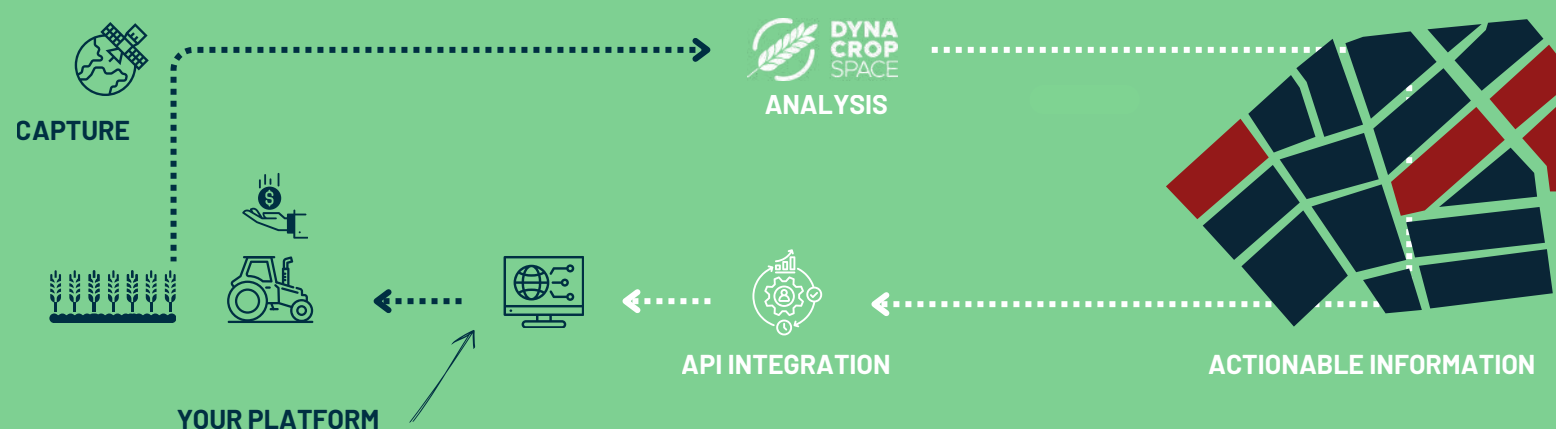 DYNA
CROP
SPACE
ANALYSIS
CAPTURE
$
API INTEGRATION
ACTIONABLE INFORMATION
YOUR PLATFORM